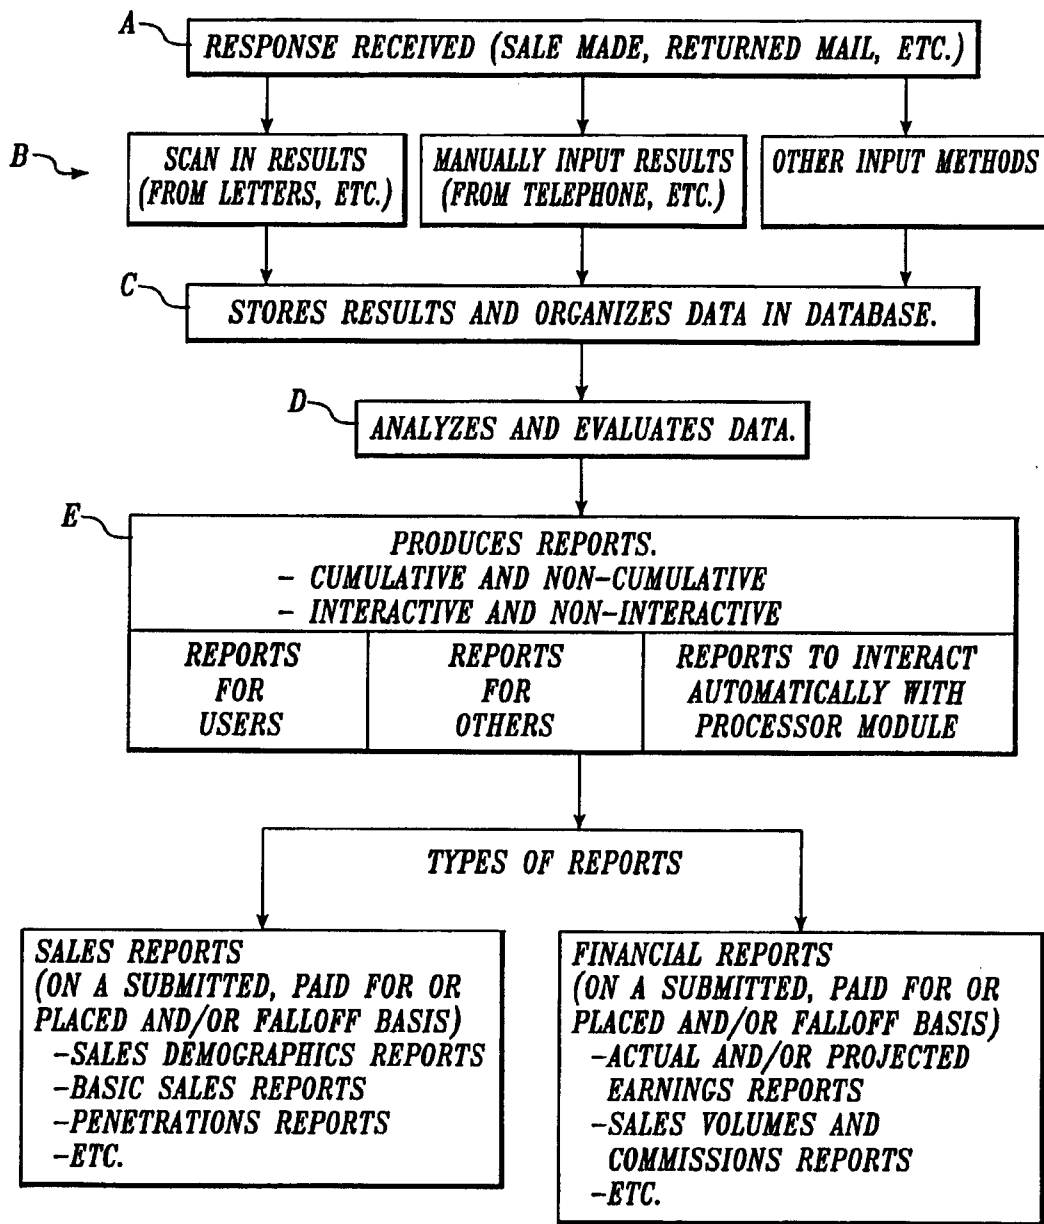 A
RESPONSE RECEIVED (SALE MADE, RETURNED MAIL, ETC.)
B
SCAN IN RESULTS
(FROM LETTERS, ETC.)
MANUALLY INPUT RESULTS
(FROM TELEPHONE, ETC.)
OTHER INPUT METHODS
C
STORES RESULTS AND ORGANIZES DATA IN DATABASE.
D
ANALYZES AND EVALUATES DATA.
E
PRODUCES REPORTS.
- CUMULATIVE AND NON-CUMULATIVE
- INTERACTIVE AND NON-INTERACTIVE
REPORTS
FOR
USERS
REPORTS
FOR
OTHERS
REPORTS TO INTERACT
AUTOMATICALLY WITH
PROCESSOR MODULE
TYPES OF REPORTS
SALES REPORTS
(ON A SUBMITTED, PAID FOR OR
PLACED AND/OR FALLOFF BASIS)
-SALES DEMOGRAPHICS REPORTS
-BASIC SALES REPORTS
-PENETRATIONS REPORTS
-ETC.
FINANCIAL REPORTS
(ON A SUBMITTED, PAID FOR OR
PLACED AND/OR FALLOFF BASIS)
-ACTUAL AND/OR PROJECTED
EARNINGS REPORTS
-SALES VOLUMES AND
COMMISSIONS REPORTS
-ETC.